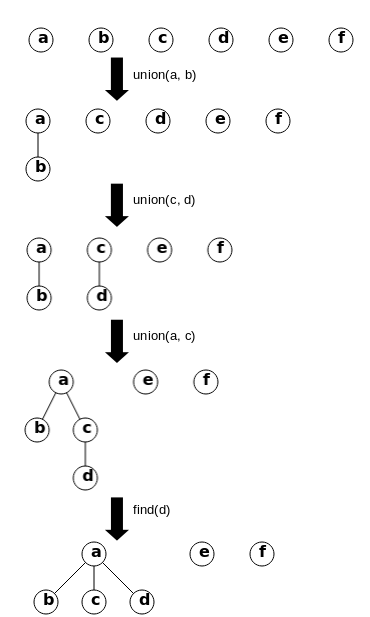 a b c d e f
union(a, b)
a c d e f
b
union(c, d)
a c e f
b d
union(a, c)
a e f
b c
d
find(d)
a e f
b c d